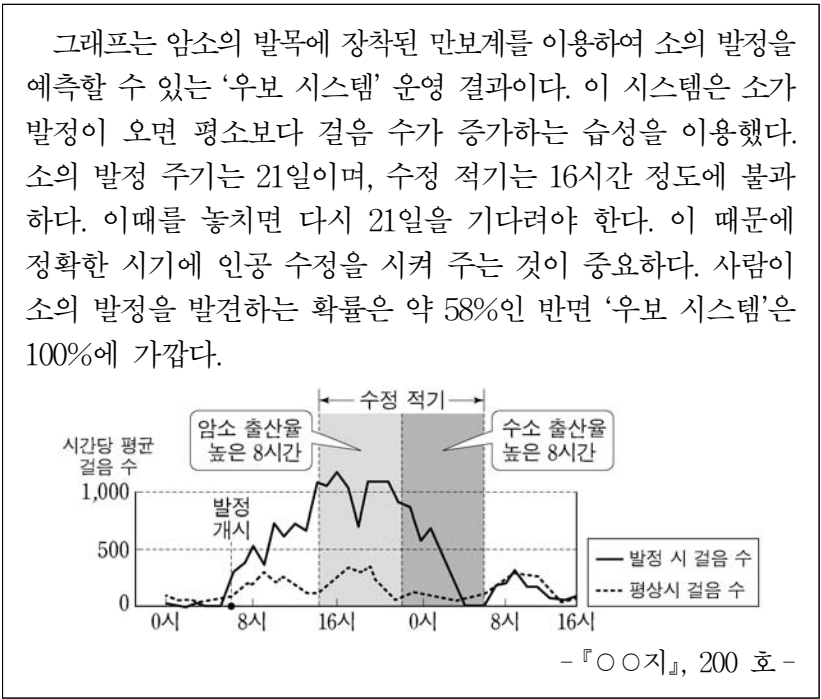 그래프는 암소의 발목에 장착된 만보계를 이용하여 소의 발정을
예측할 수 있는 ‘우보 시스템’ 운영 결과이다. 이 시스템은 소가
발정이 오면 평소보다 걸음 수가 증가하는 습성을 이용했다.
소의 발정 주기는 21일이며, 수정 적기는 16시간 정도에 불과
하다. 이때를 놓치면 다시 21일을 기다려야 한다. 이 때문에
정확한 시기에 인공 수정을 시켜 주는 것이 중요하다. 사람이
소의 발정을 발견하는 확률은 약 58%인 반면 ‘우보 시스템’은
100%에 가깝다.
수정 적기
암소 출산율
높은 8시간
수소 출산율
높은 8시간
시간당 평균
걸음 수
1,000
500
0
발정
개시
발정 시 걸음 수
평상시 걸음 수
0시 8시 16시 0시 8시 16시
-『○○지』, 200 호-